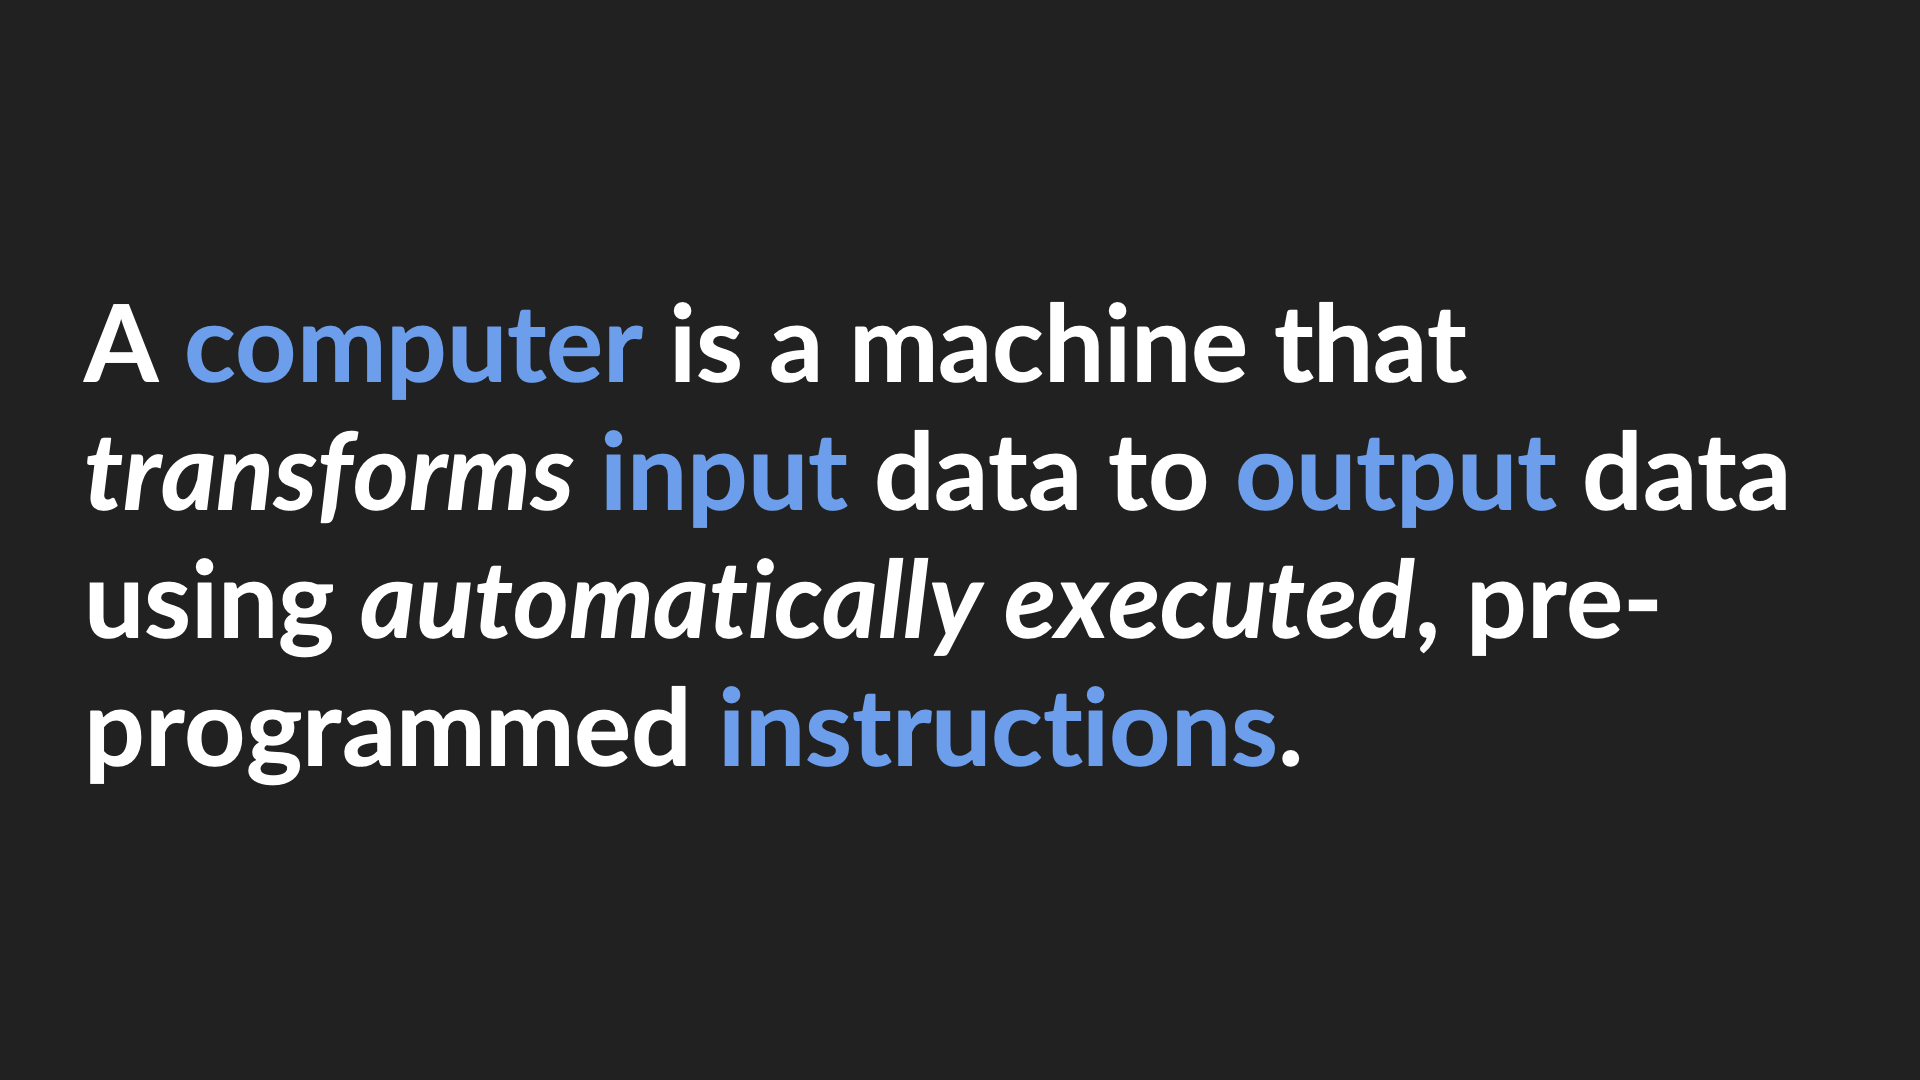 A computer is a machine that
transforms input data to output data
using automatically executed, pre-
programmed instructions.